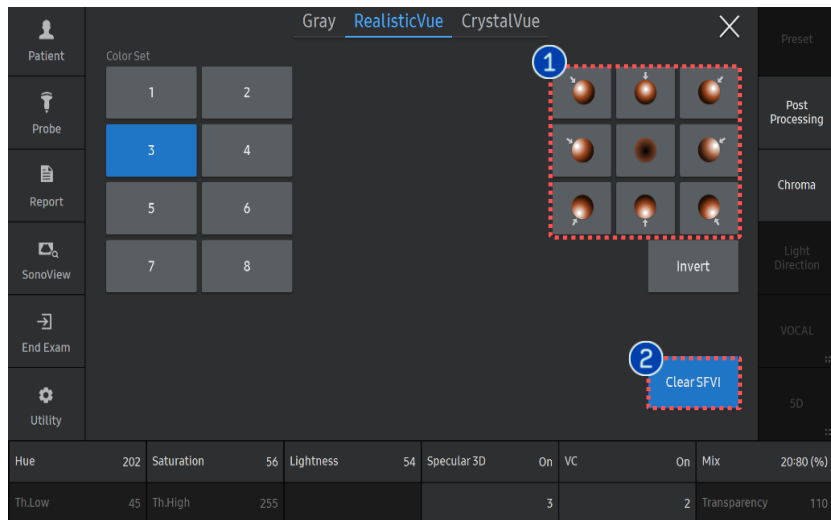 Gray RealisticVue CrystalVue
Patient
Probe
Report
SonoView
End Exam
Utility
Color Set
1 2
3 4
5 6
7 8
1
Invert
2
Clear SFVI
Preset
Post
Processing
Chroma
Light
Direction
VOCAL
5D
Hue 202 Saturation 56 Lightness 54 Specular 3D On VC On Mix 20:80 (%)
Th.Low 45 Th.High 255 3 2 Transparency 110